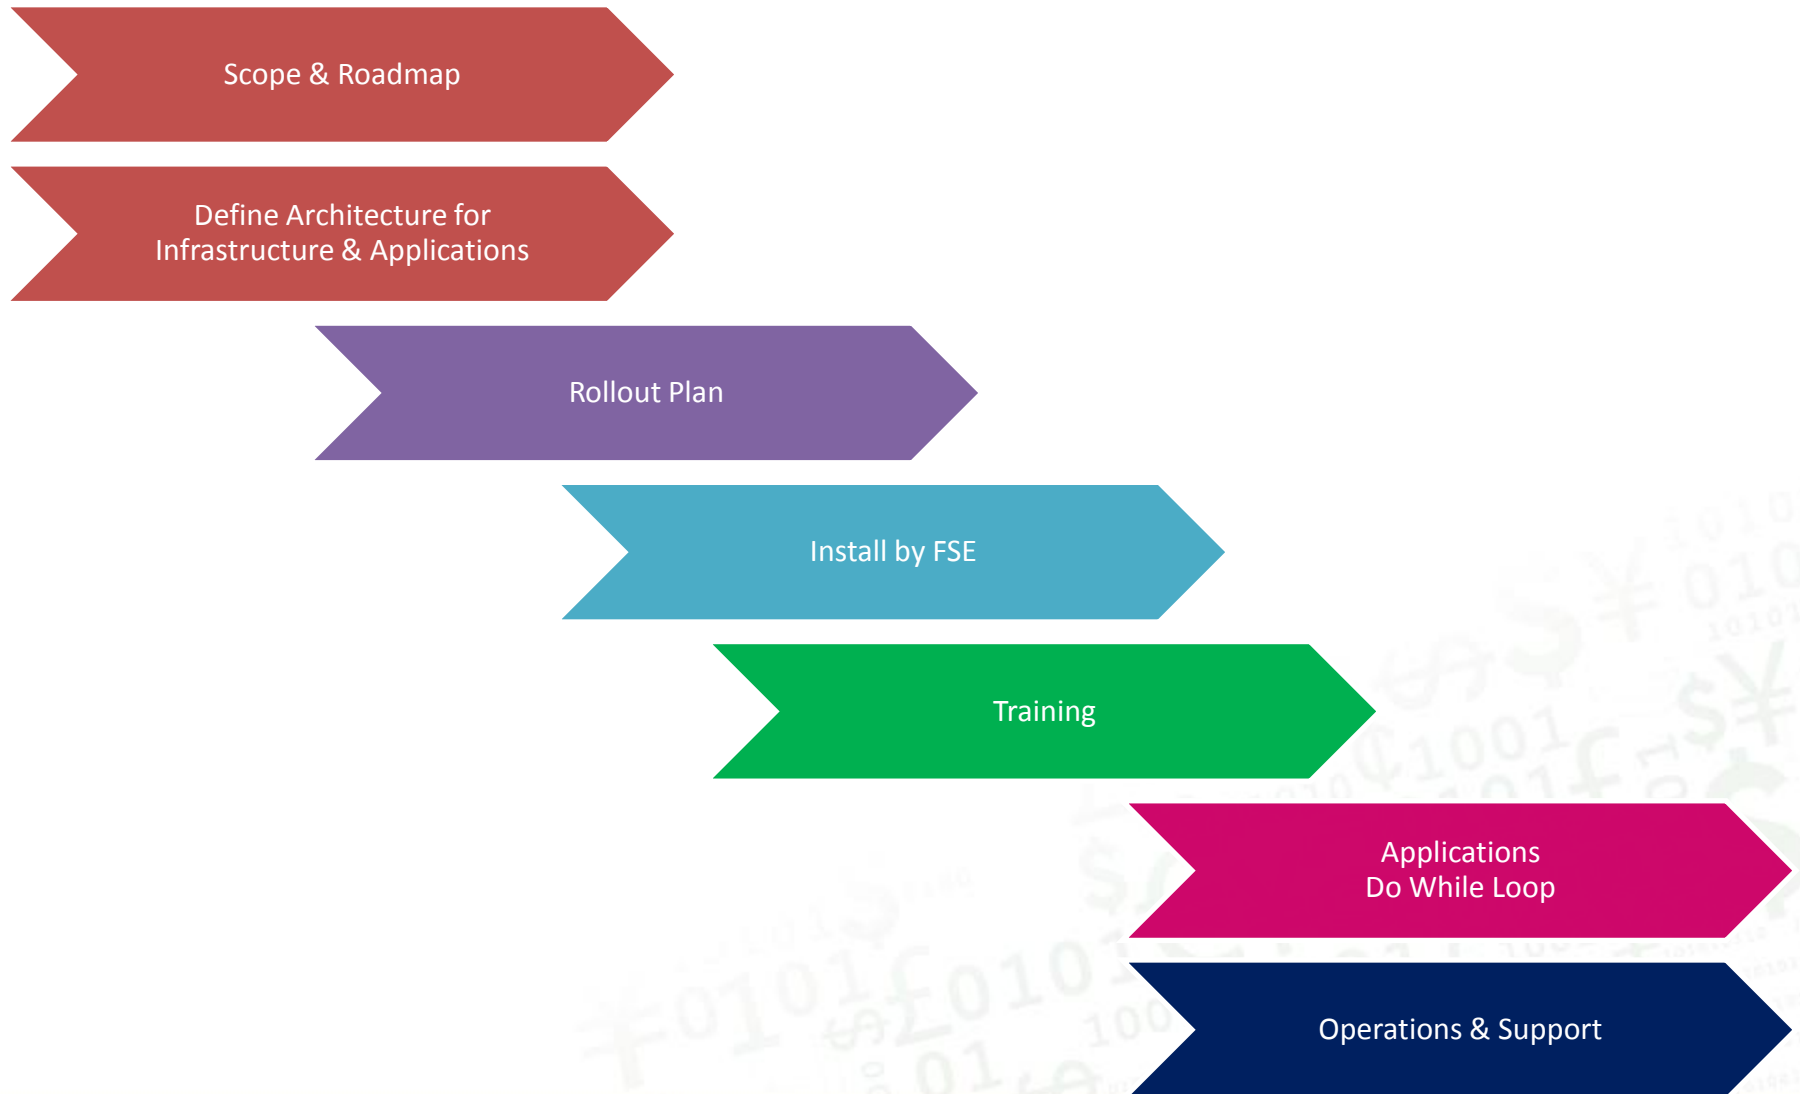 Scope & Roadmap
Define Architecture for
Infrastructure & Applications
Rollout Plan
Install by FSE
Training
Applications
Do While Loop
Operations & Support